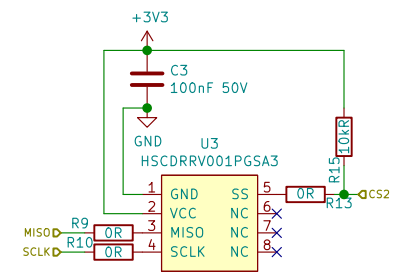 +3V3
C3
100nF 50V
GND
U3
HSCDRRV001PGSA3
10kR
R15
1 GND SS 5 0R R13 CS2
2 VCC NC 6
MISO R9 0R 3 MISO NC 7
SCLK R10 0R 4 SCLK NC 8